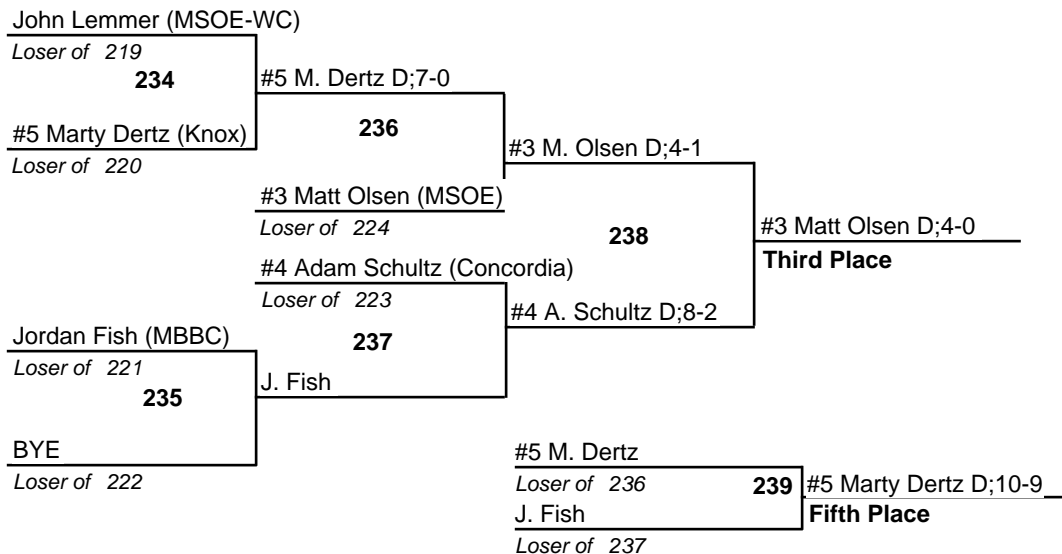 John Lemmer (MSOE-WC)
Loser of 219
234
#5 M. Dertz D;7-0
#5 Marty Dertz (Knox)
Loser of 220
236
#3 M. Olsen D;4-1
#3 Matt Olsen (MSOE)
Loser of 224
238
#3 Matt Olsen D;4-0
Third Place
#4 Adam Schultz (Concordia)
Loser of 223
#4 A. Schultz D;8-2
Jordan Fish (MBBC)
Loser of 221
237
235
J. Fish
BYE
Loser of 222
#5 M. Dertz
Loser of 236
239
#5 Marty Dertz D;10-9
J. Fish
Fifth Place
Loser of 237